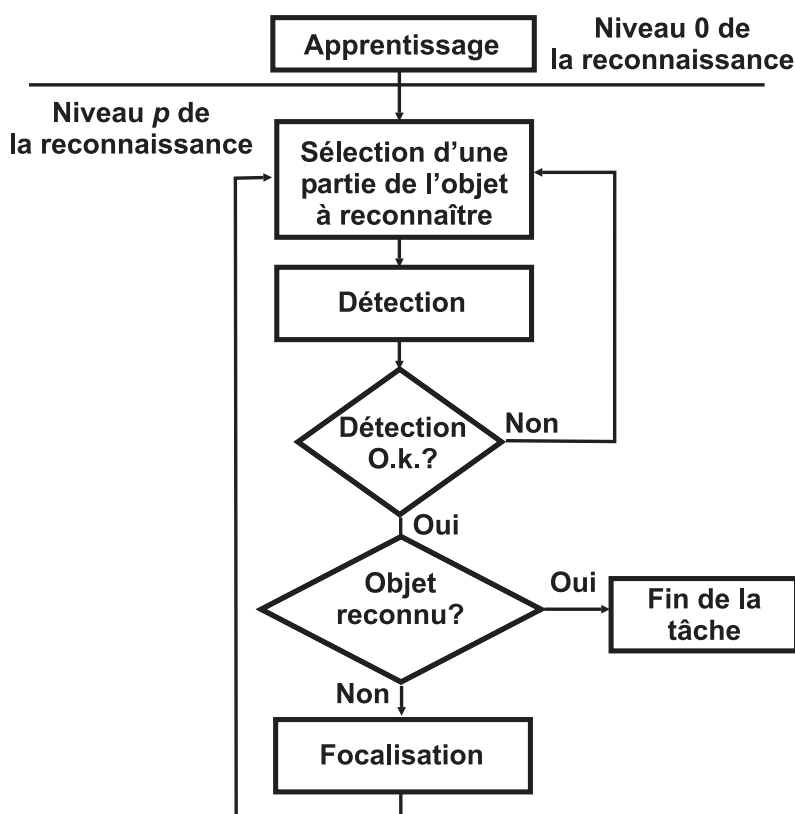 Apprentissage
Niveau 0 de
la reconnaissance
Niveau p de
la reconnaissance
Sélection d’une
partie de l’objet
à reconnaître
Détection
Détection
O.k.?
Non
Oui
Objet
reconnu?
Oui
Fin de la
tâche
Non
Focalisation